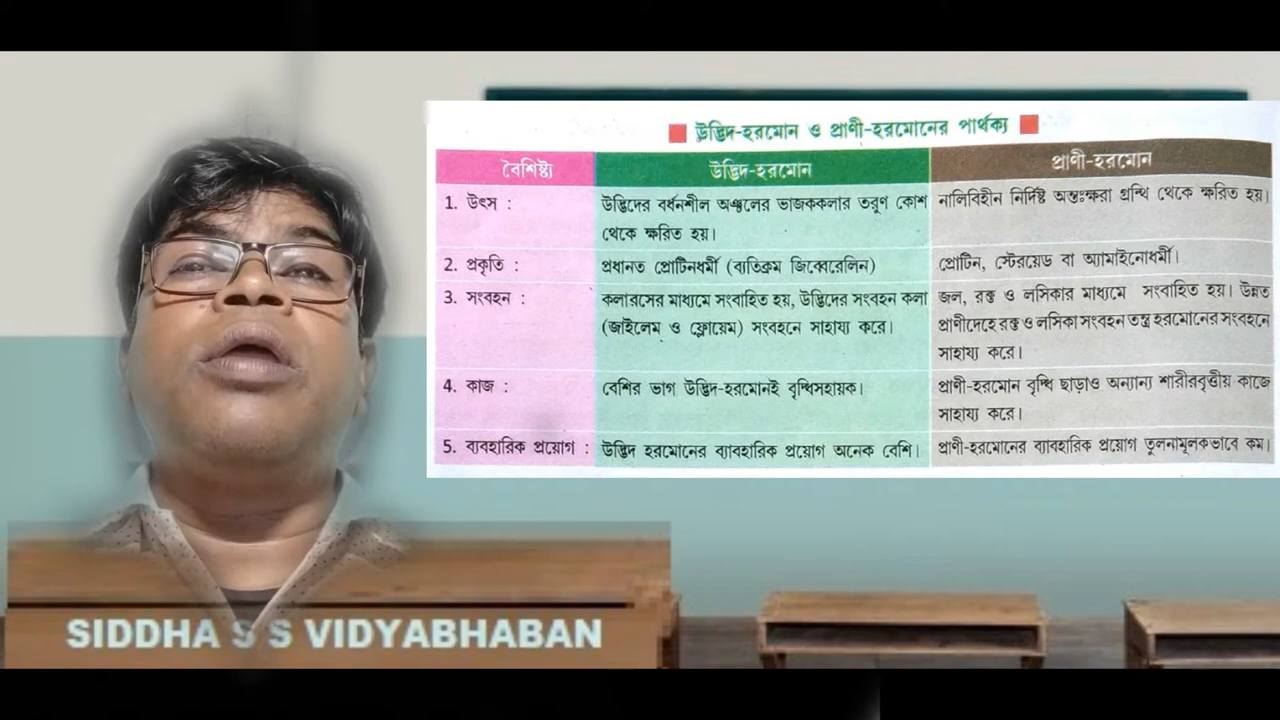 উদ্ভিদ-হরমোন ও প্রাণী-হরমোনের পার্থক্য
বৈশিষ্ট্য উদ্ভিদ-হরমোন প্রাণী-হরমোন
1. উৎস : উদ্ভিদের বর্ধনশীল অঞ্চলের ভাজককলার তরুণ কোশ নালিবিহীন নির্দিষ্ট অন্তঃক্ষরা গ্রন্থি থেকে ক্ষরিত হয়।
থেকে ক্ষরিত হয়।
2. প্রকৃতি : প্রধানত প্রোটিনধর্মী (ব্যতিক্রম জিব্বেরেলিন) প্রোটিন, স্টেরয়েড বা অ্যামাইনোধর্মী।
3. সংবহন : কলারসের মাধ্যমে সংবাহিত হয়, উদ্ভিদের সংবহন কলা জল, রক্ত ও লসিকার মাধ্যমে সংবাহিত হয়। উন্নত
(জাইলেম ও ফ্লোয়েম) সংবহনে সাহায্য করে। প্রাণীদেহে রক্ত ও লসিকা সংবহন তন্ত্র হরমোনের সংবহনে
সাহায্য করে।
4. কাজ : বেশির ভাগ উদ্ভিদ-হরমোনই বৃদ্ধিসহায়ক। প্রাণী-হরমোন বৃদ্ধি ছাড়াও অন্যান্য শারীরবৃত্তীয় কাজে
সাহায্য করে।
5. ব্যবহারিক প্রয়োগ : উদ্ভিদ হরমোনের ব্যাবহারিক প্রয়োগ অনেক বেশি। প্রাণী-হরমোনের ব্যাবহারিক প্রয়োগ তুলনামূলকভাবে কম।
SIDDHA S S VIDYABHABAN